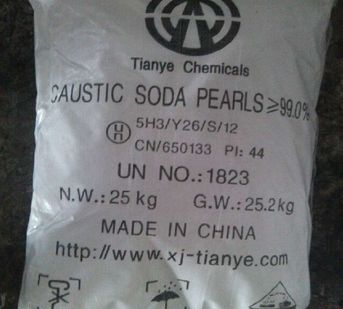 Tianye Chemicals
CAUSTIC SODA PEARLS≥99.0%
5H3/Y26/S/12
CN/650133 PI: 44
UN NO.:1823
N.W.: 25 kg G.W.: 25.2kg
MADE IN CHINA
http://www.xj-tianye.com